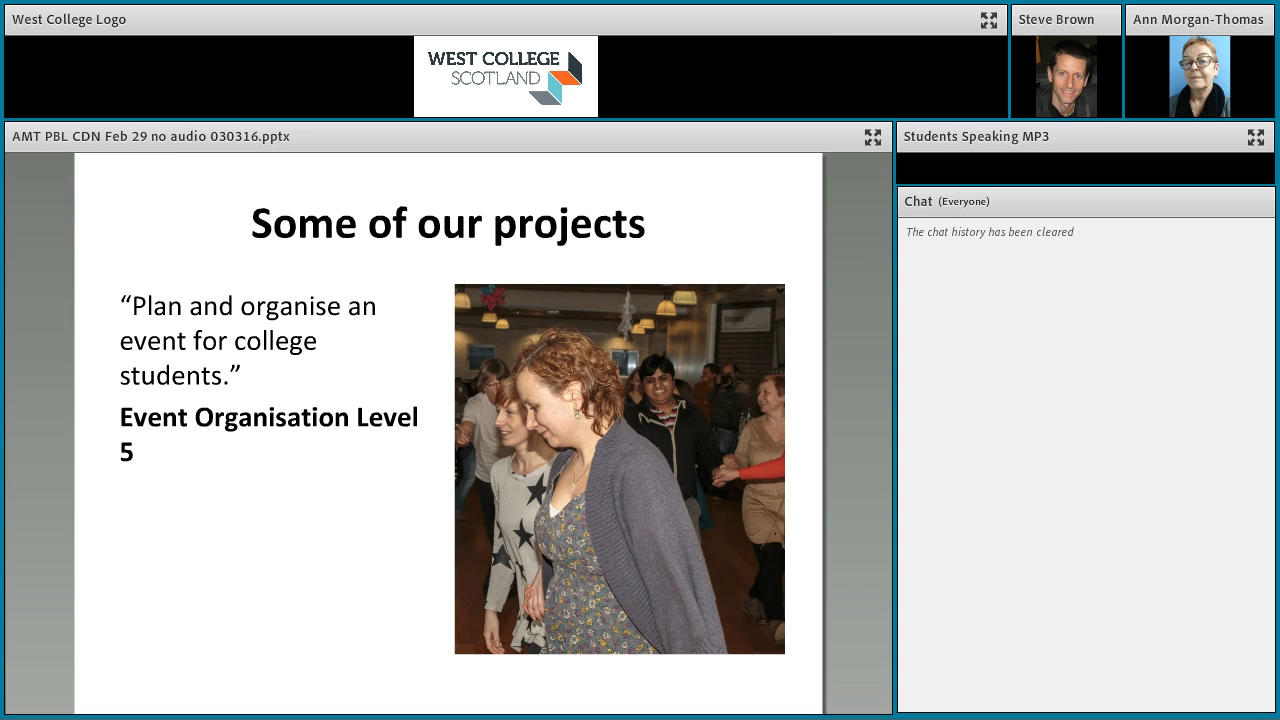 West College Logo
Steve Brown
Ann Morgan-Thomas
WEST COLLEGE
SCOTLAND
AMT PBL CDN Feb 29 no audio 030316.pptx
Students Speaking MP3
Chat (Everyone)
The chat history has been cleared
Some of our projects
“Plan and organise an
event for college
students.”
Event Organisation Level
5